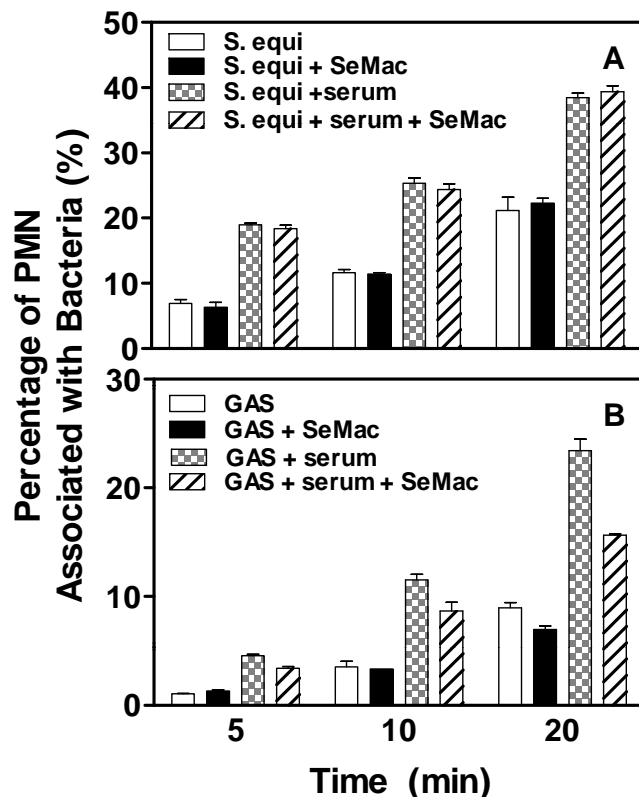 Percentage of PMN
Associated with Bacteria (%)
50
40
30
20
10
0
A
S. equi
S. equi + SeMac
S. equi +serum
S. equi + serum + SeMac
30
20
10
0
B
GAS
GAS + SeMac
GAS + serum
GAS + serum + SeMac
5 10 20
Time (min)